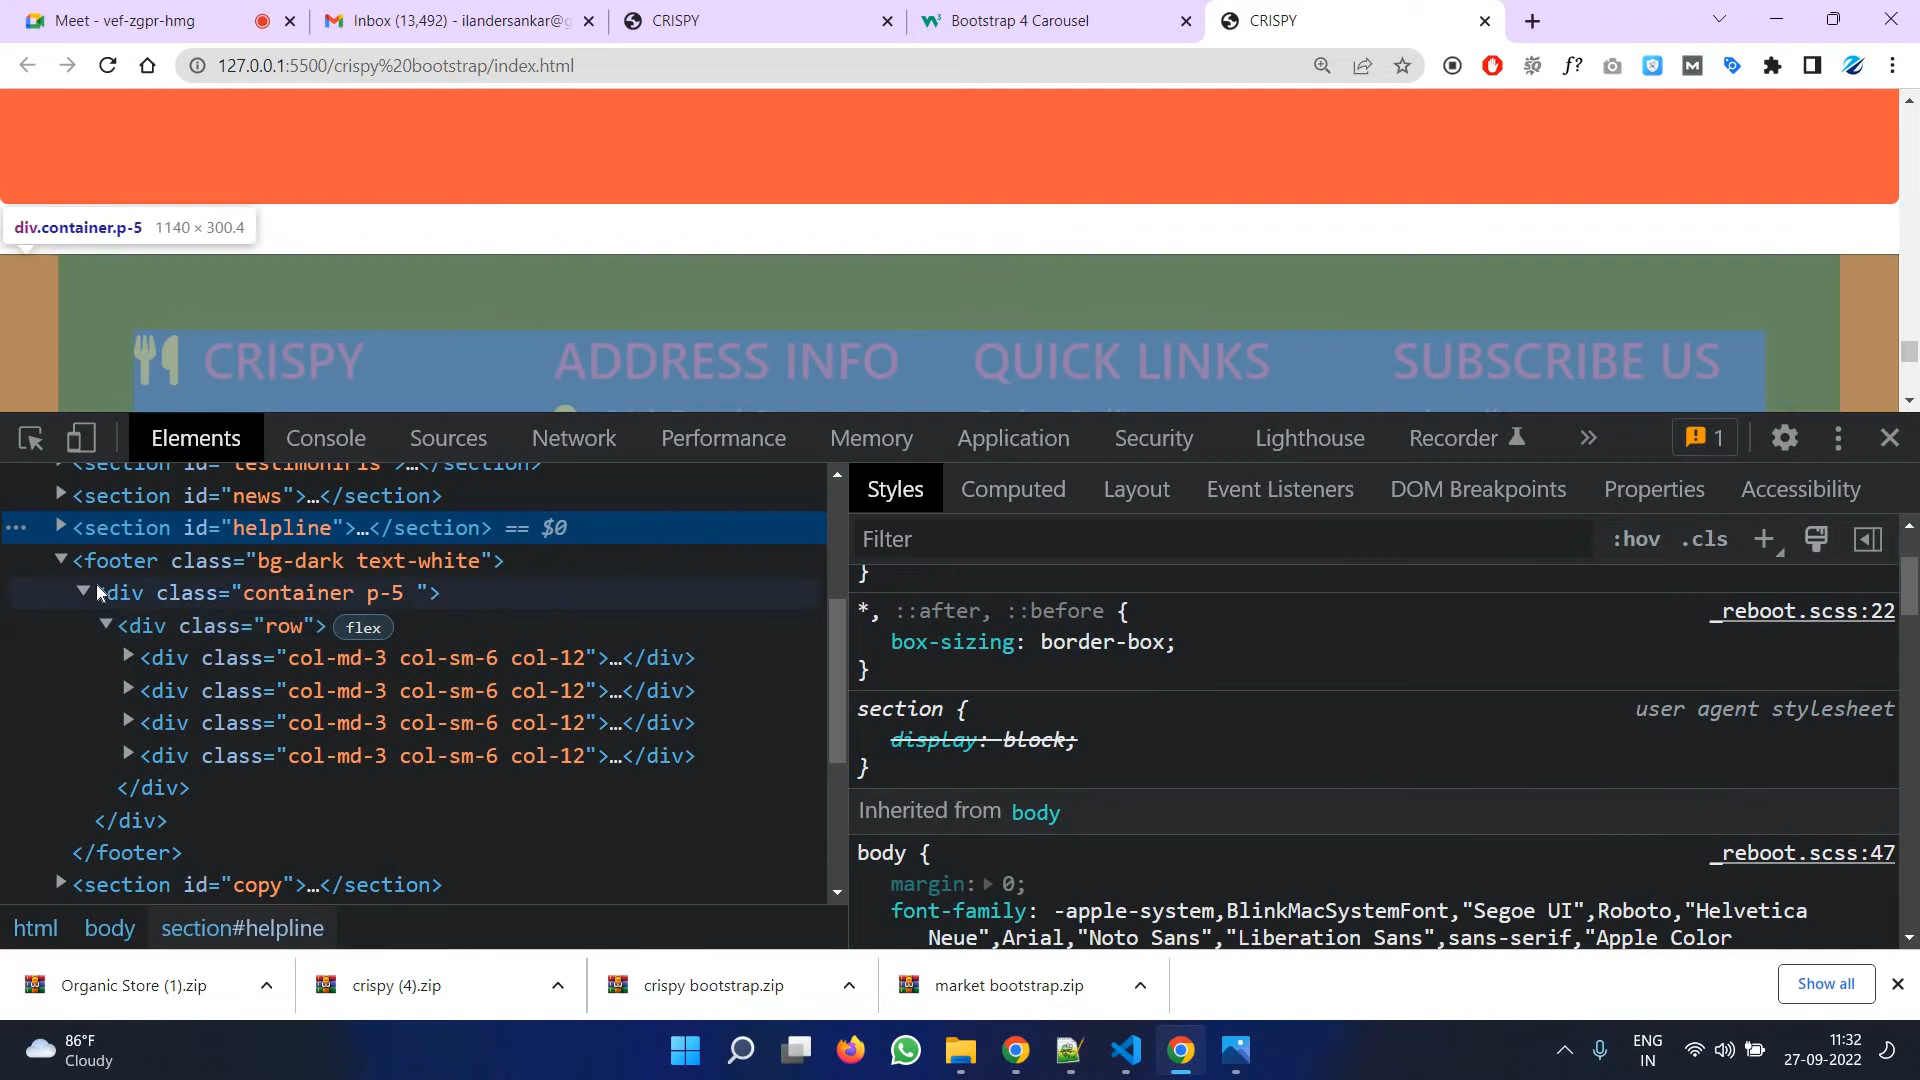 Meet - vef-zgpr-hmg
Inbox (13,492) - ilandersankar@g
CRISPY
Bootstrap 4 Carousel
CRISPY
127.0.0.1:5500/crispy%20bootstrap/index.html
div.container.p-5 1140 × 300.4
CRISPY ADDRESS INFO QUICK LINKS SUBSCRIBE US
Elements Console Sources Network Performance Memory Application Security Lighthouse Recorder 1
<section id="news">…</section>
<section id="helpline">…</section> == $0
<footer class="bg-dark text-white">
<div class="container p-5 ">
<div class="row"> flex
<div class="col-md-3 col-sm-6 col-12">…</div>
<div class="col-md-3 col-sm-6 col-12">…</div>
<div class="col-md-3 col-sm-6 col-12">…</div>
<div class="col-md-3 col-sm-6 col-12">…</div>
</div>
</div>
</footer>
<section id="copy">…</section>
html body section#helpline
Styles Computed Layout Event Listeners DOM Breakpoints Properties Accessibility
Filter :hov .cls
}
*, ::after, ::before { _reboot.scss:22
box-sizing: border-box;
}
section { user agent stylesheet
display: block;
}
Inherited from body
body { _reboot.scss:47
margin: 0;
font-family: -apple-system,BlinkMacSystemFont,"Segoe UI",Roboto,"Helvetica
Neue",Arial,"Noto Sans","Liberation Sans",sans-serif,"Apple Color
Organic Store (1).zip crispy (4).zip crispy bootstrap.zip market bootstrap.zip Show all
86°F
Cloudy
ENG
IN
11:32
27-09-2022